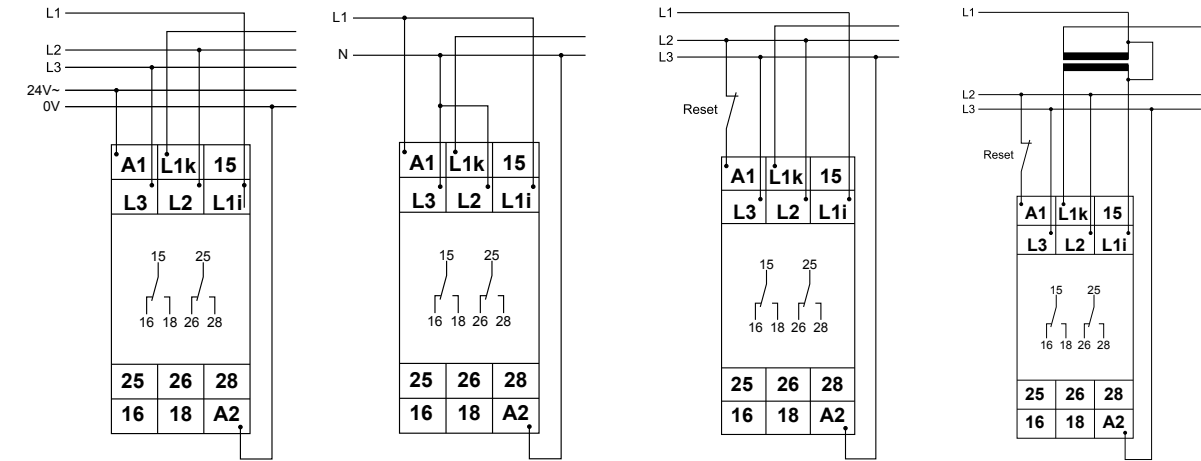 L1
L2
L3
24V~
0V
A1 L1k 15
L3 L2 L1i
15 25
16 18 26 28
25 26 28
16 18 A2
L1
N
A1 L1k 15
L3 L2 L1i
15 25
16 18 26 28
25 26 28
16 18 A2
L1
L2
L3
Reset
A1 L1k 15
L3 L2 L1i
15 25
16 18 26 28
25 26 28
16 18 A2
L1
L2
L3
Reset
A1 L1k 15
L3 L2 L1i
15 25
16 18 26 28
25 26 28
16 18 A2